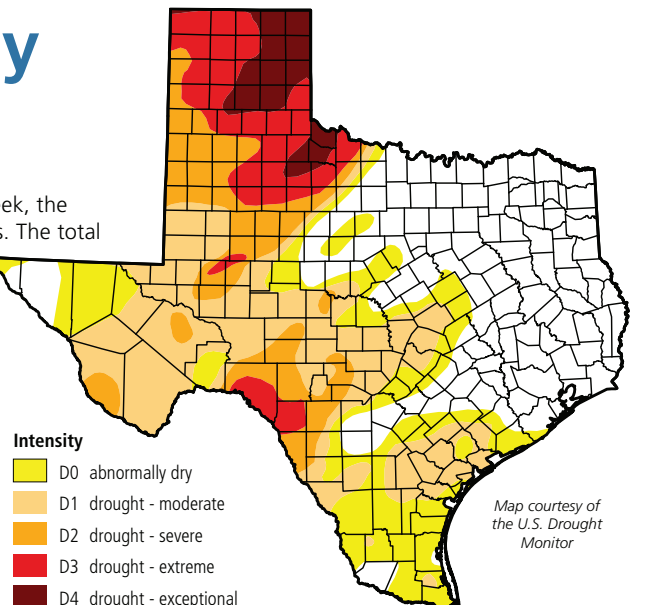 y
eek, the
s. The total
Intensity
D0 abnormally dry
D1 drought - moderate
D2 drought - severe
D3 drought - extreme
D4 drought - exceptional
Map courtesy of
the U.S. Drought
Monitor